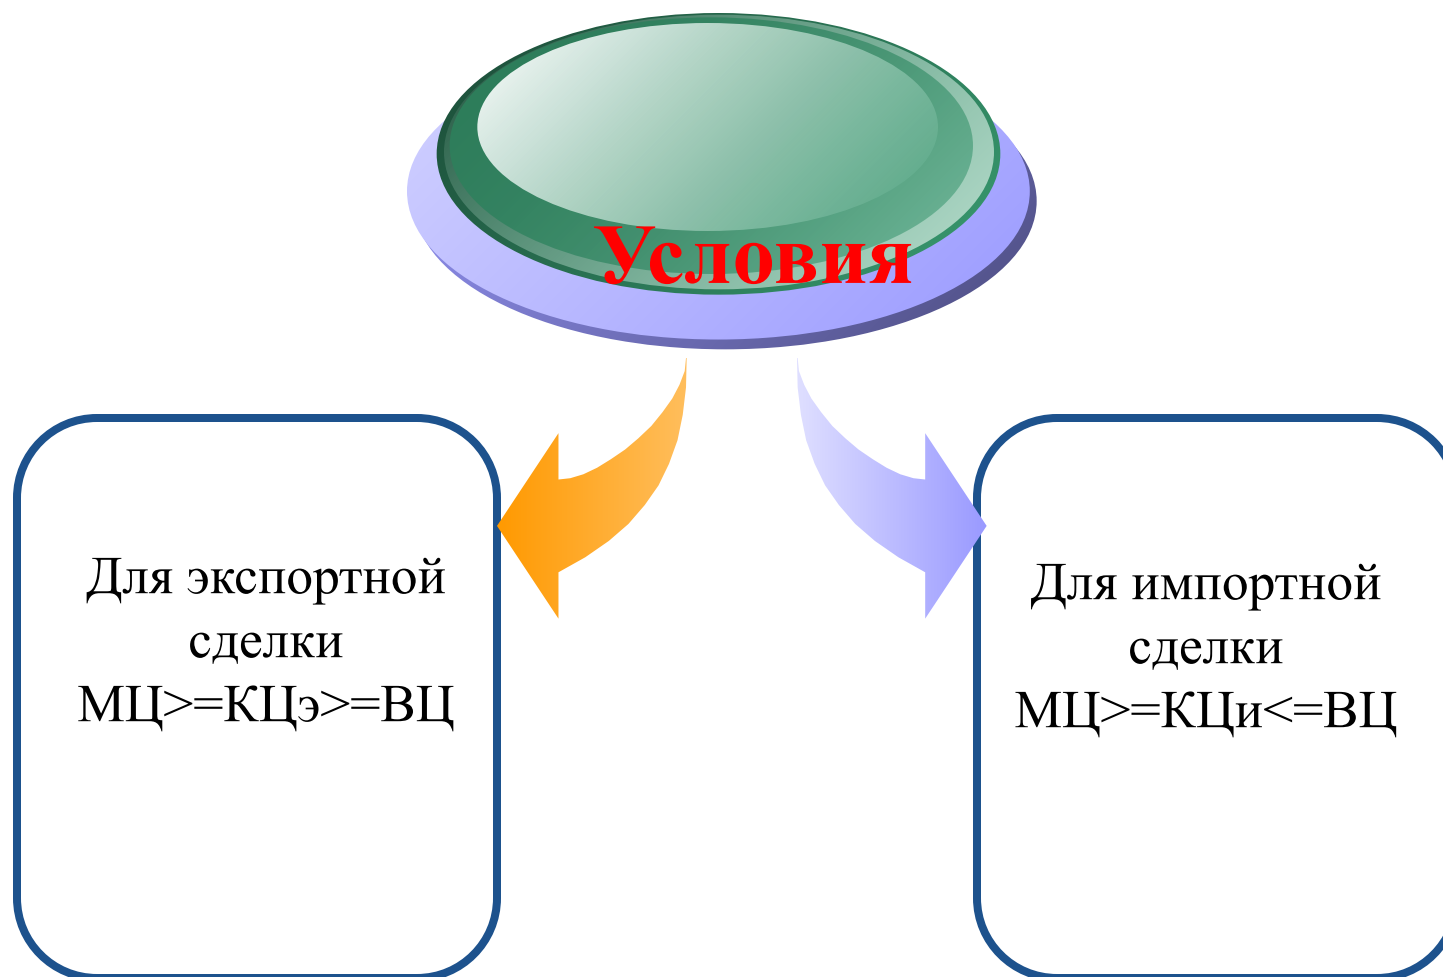 Условия
Для экспортной
сделки
МЦ>=КЦэ>=ВЦ
Для импортной
сделки
МЦ>=КЦи<=ВЦ